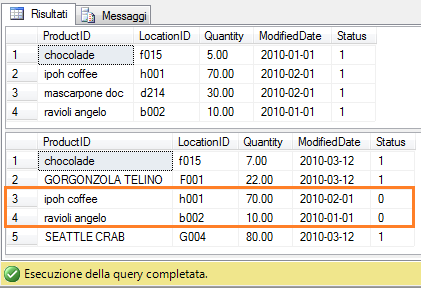 Risultati Messaggi
ProductID LocationID Quantity ModifiedDate Status
1 chocolade f015 5.00 2010-01-01 1
2 ipoh coffee h001 70.00 2010-01-01 1
3 mascarpone doc d214 30.00 2010-02-01 1
4 ravioli angelo b002 10.00 2010-01-01 1
ProductID LocationID Quantity ModifiedDate Status
1 chocolade f015 7.00 2010-03-12 1
2 GORGONZOLA TELINO F001 22.00 2010-03-12 1
3 ipoh coffee h001 70.00 2010-02-01 0
4 ravioli angelo b002 10.00 2010-01-01 0
5 SEATTLE CRAB G004 80.00 2010-03-12 1
Esecuzione della query completata.